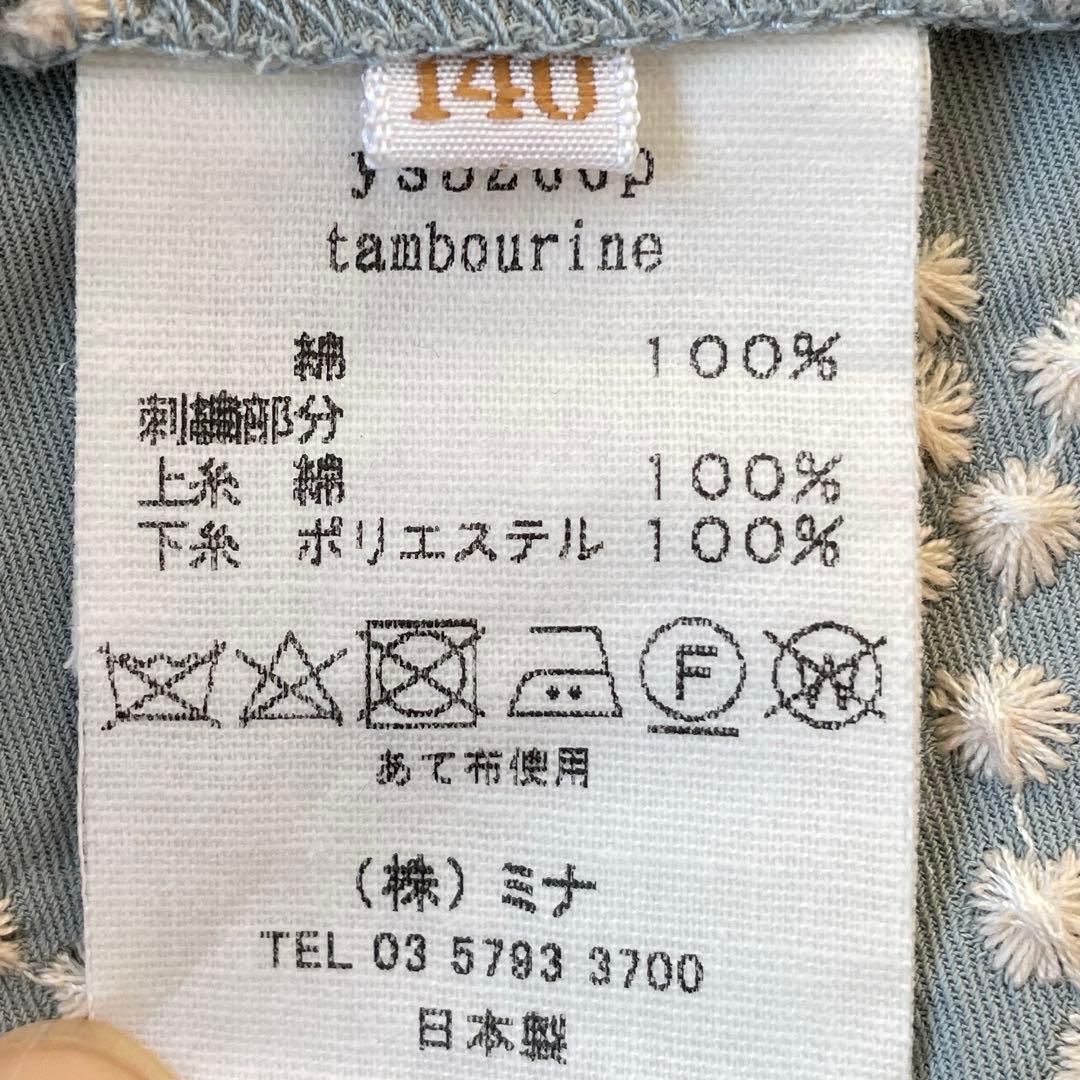 140
tambourine
綿 100%
刺繍部分
上糸 綿 100%
下糸 ポリエステル 100%
F W
あて布使用
(株)ミナ
TEL 03 5793 3700
日本製